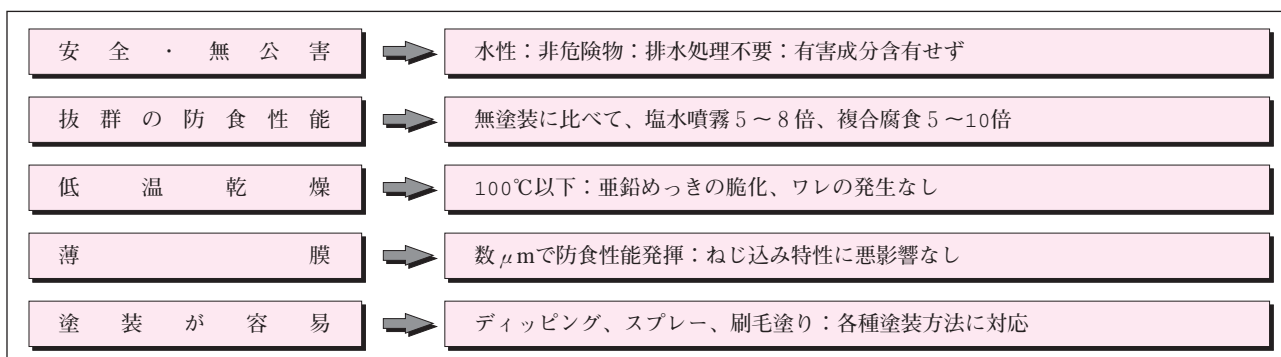 安全・無公害
水性：非危険物：排水処理不要：有害成分含有せず
抜群の防食性能
無塗装に比べて、塩水噴霧５～８倍、複合腐食５～10倍
低温乾燥
100℃以下：亜鉛めっきの脆化、ワレの発生なし
薄膜
数μmで防食性能発揮：ねじ込み特性に悪影響なし
塗装が容易
ディッピング、スプレー、刷毛塗り：各種塗装方法に対応